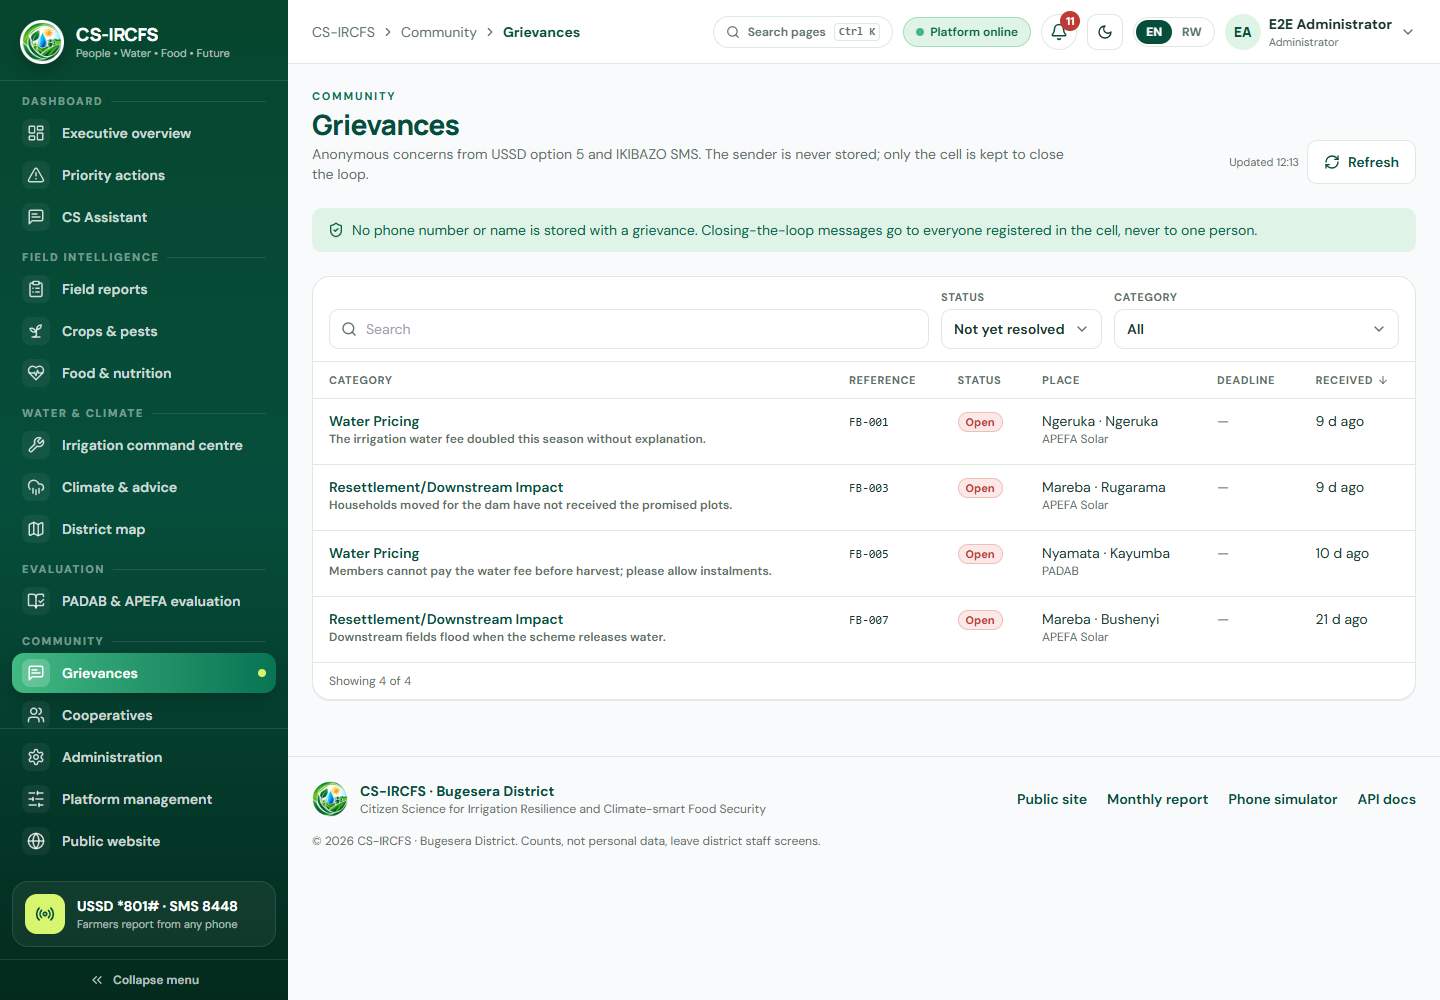 CS-IRCFS
People • Water • Food • Future
DASHBOARD
Executive overview
Priority actions
CS Assistant
FIELD INTELLIGENCE
Field reports
Crops & pests
Food & nutrition
WATER & CLIMATE
Irrigation command centre
Climate & advice
District map
EVALUATION
PADAB & APEFA evaluation
COMMUNITY
Grievances
Cooperatives
Administration
Platform management
Public website
USSD *801# · SMS 8448
Farmers report from any phone
Collapse menu
CS-IRCFS > Community > Grievances
Search pages Ctrl K
Platform online
11
EN RW
EA
E2E Administrator
Administrator
COMMUNITY
Grievances
Anonymous concerns from USSD option 5 and IKIBAZO SMS. The sender is never stored; only the cell is kept to close
the loop.
Updated 12:13
Refresh
No phone number or name is stored with a grievance. Closing-the-loop messages go to everyone registered in the cell, never to one person.
STATUS CATEGORY
Search Not yet resolved All
CATEGORY REFERENCE STATUS PLACE DEADLINE RECEIVED ↓
Water Pricing FB-001 Open Ngeruka · Ngeruka — 9 d ago
The irrigation water fee doubled this season without explanation. APEFA Solar
Resettlement/Downstream Impact FB-003 Open Mareba · Rugarama — 9 d ago
Households moved for the dam have not received the promised plots. APEFA Solar
Water Pricing FB-005 Open Nyamata · Kayumba — 10 d ago
Members cannot pay the water fee before harvest; please allow instalments. PADAB
Resettlement/Downstream Impact FB-007 Open Mareba · Bushenyi — 21 d ago
Downstream fields flood when the scheme releases water. APEFA Solar
Showing 4 of 4
CS-IRCFS · Bugesera District
Citizen Science for Irrigation Resilience and Climate-smart Food Security
Public site Monthly report Phone simulator API docs
© 2026 CS-IRCFS · Bugesera District. Counts, not personal data, leave district staff screens.